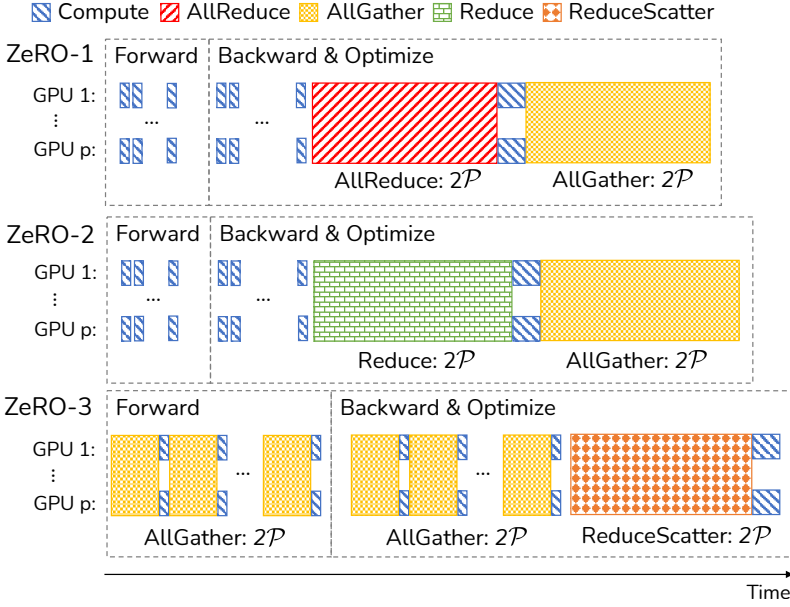 Compute AllReduce AllGather Reduce ReduceScatter
ZeRO-1 Forward Backward & Optimize
GPU 1:
⋮ ... ...
GPU p:
AllReduce: 2𝒫 AllGather: 2𝒫
ZeRO-2 Forward Backward & Optimize
GPU 1:
⋮ ... ...
GPU p:
Reduce: 2𝒫 AllGather: 2𝒫
ZeRO-3 Forward Backward & Optimize
GPU 1:
⋮ ... ...
GPU p:
AllGather: 2𝒫 AllGather: 2𝒫 ReduceScatter: 2𝒫
Time